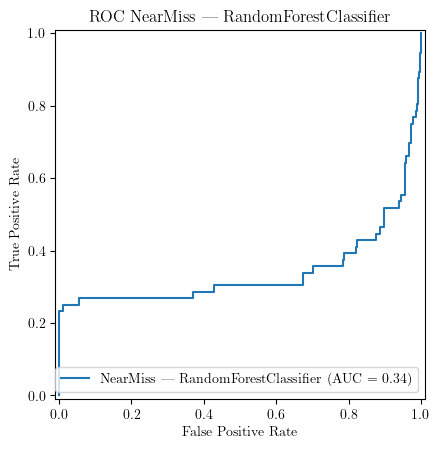 ROC NearMiss — RandomForestClassifier
True Positive Rate
1.0
0.8
0.6
0.4
0.2
0.0
NearMiss — RandomForestClassifier (AUC = 0.34)
0.0 0.2 0.4 0.6 0.8 1.0
False Positive Rate